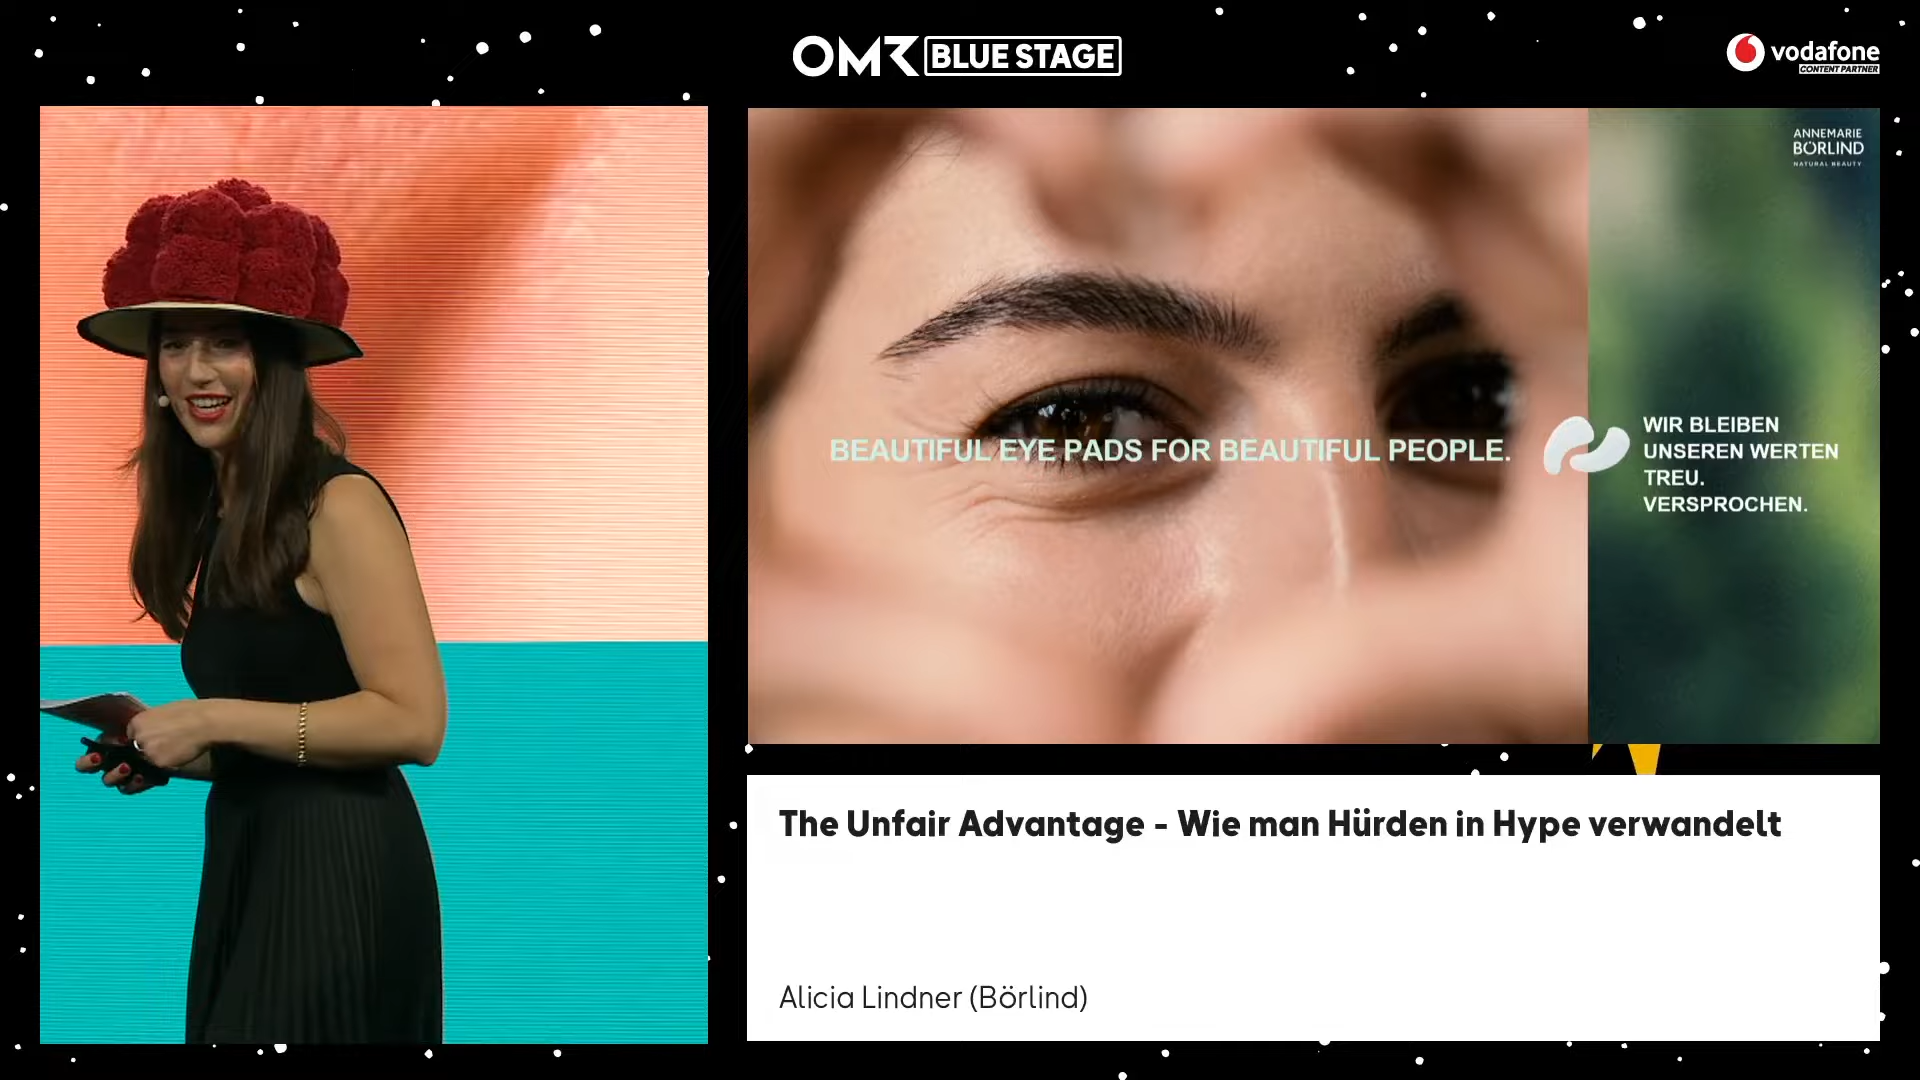 OMR BLUE STAGE
vodafone
CONTENT PARTNER
ANNEMARIE
BÖRLIND
NATURAL BEAUTY
BEAUTIFUL EYE PADS FOR BEAUTIFUL PEOPLE.
WIR BLEIBEN
UNSEREN WERTEN
TREU.
VERSPROCHEN.
The Unfair Advantage - Wie man Hürden in Hype verwandelt
Alicia Lindner (Börlind)